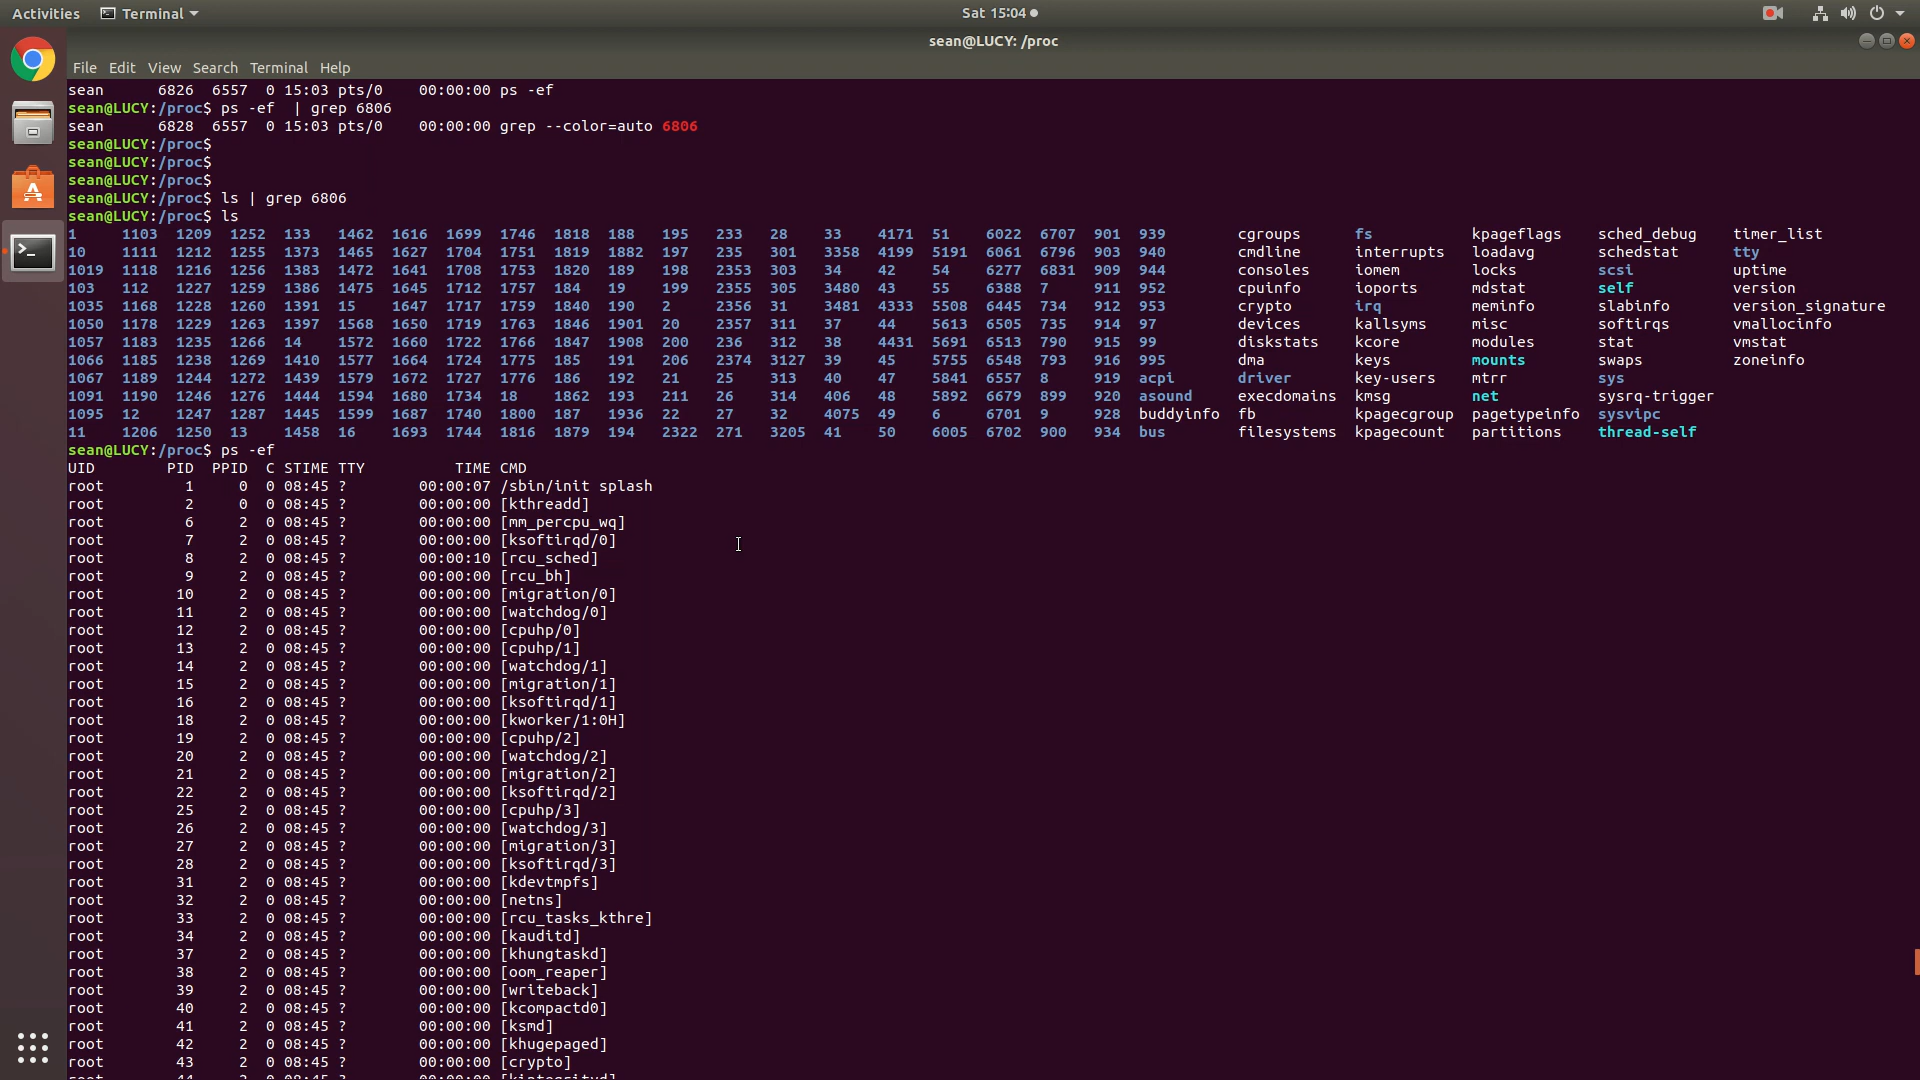 Activities Terminal Sat 15:04
sean@LUCY: /proc
File Edit View Search Terminal Help
sean 6826 6557 0 15:03 pts/0 00:00:00 ps -ef
sean@LUCY:/proc$ ps -ef | grep 6806
sean 6828 6557 0 15:03 pts/0 00:00:00 grep --color=auto 6806
sean@LUCY:/proc$
sean@LUCY:/proc$
sean@LUCY:/proc$
sean@LUCY:/proc$ ls | grep 6806
sean@LUCY:/proc$ ls
1 1103 1209 1252 133 1462 1616 1699 1746 1818 188 195 233 28 33 4171 51 6022 6707 901 939 cgroups fs kpageflags sched_debug timer_list
10 1111 1212 1255 1373 1465 1627 1704 1751 1819 1882 197 235 301 3358 4199 5191 6061 6796 903 940 cmdline interrupts loadavg schedstat tty
1019 1118 1216 1256 1383 1472 1641 1708 1753 1820 189 198 2353 303 34 42 54 6277 6831 909 944 consoles iomem locks scsi uptime
103 112 1227 1259 1386 1475 1645 1712 1757 184 19 199 2355 305 3480 43 55 6388 7 911 952 cpuinfo ioports mdstat self version
1035 1168 1228 1260 1391 15 1647 1717 1759 1840 190 2 2356 31 3481 4333 5508 6445 734 912 953 crypto irq meminfo slabinfo version_signature
1050 1178 1229 1263 1397 1568 1650 1719 1763 1846 1901 20 2357 311 37 44 5613 6505 735 914 97 devices kallsyms misc softirqs vmallocinfo
1057 1183 1235 1266 14 1572 1660 1722 1766 1847 1908 200 236 312 38 4431 5691 6513 790 915 99 diskstats kcore modules stat vmstat
1066 1185 1238 1269 1410 1577 1664 1724 1775 185 191 206 2374 3127 39 45 5755 6548 793 916 995 dma keys mounts swaps zoneinfo
1067 1189 1244 1272 1439 1579 1672 1727 1776 186 192 21 25 313 40 47 5841 6557 8 919 acpi driver key-users mtrr sys
1091 1190 1246 1276 1444 1594 1680 1734 18 1862 193 211 26 314 406 48 5892 6679 899 920 asound execdomains kmsg net sysrq-trigger
1095 12 1247 1287 1445 1599 1687 1740 1800 187 1936 22 27 32 4075 49 6 6701 9 928 buddyinfo fb kpagecgroup pagetypeinfo sysvipc
11 1206 1250 13 1458 16 1693 1744 1816 1879 194 2322 271 3205 41 50 6005 6702 900 934 bus filesystems kpagecount partitions thread-self
sean@LUCY:/proc$ ps -ef
UID PID PPID C STIME TTY TIME CMD
root 1 0 0 08:45 ? 00:00:07 /sbin/init splash
root 2 0 0 08:45 ? 00:00:00 [kthreadd]
root 6 2 0 08:45 ? 00:00:00 [mm_percpu_wq]
root 7 2 0 08:45 ? 00:00:00 [ksoftirqd/0]
root 8 2 0 08:45 ? 00:00:10 [rcu_sched]
root 9 2 0 08:45 ? 00:00:00 [rcu_bh]
root 10 2 0 08:45 ? 00:00:00 [migration/0]
root 11 2 0 08:45 ? 00:00:00 [watchdog/0]
root 12 2 0 08:45 ? 00:00:00 [cpuhp/0]
root 13 2 0 08:45 ? 00:00:00 [cpuhp/1]
root 14 2 0 08:45 ? 00:00:00 [watchdog/1]
root 15 2 0 08:45 ? 00:00:00 [migration/1]
root 16 2 0 08:45 ? 00:00:00 [ksoftirqd/1]
root 18 2 0 08:45 ? 00:00:00 [kworker/1:0H]
root 19 2 0 08:45 ? 00:00:00 [cpuhp/2]
root 20 2 0 08:45 ? 00:00:00 [watchdog/2]
root 21 2 0 08:45 ? 00:00:00 [migration/2]
root 22 2 0 08:45 ? 00:00:00 [ksoftirqd/2]
root 25 2 0 08:45 ? 00:00:00 [cpuhp/3]
root 26 2 0 08:45 ? 00:00:00 [watchdog/3]
root 27 2 0 08:45 ? 00:00:00 [migration/3]
root 28 2 0 08:45 ? 00:00:00 [ksoftirqd/3]
root 31 2 0 08:45 ? 00:00:00 [kdevtmpfs]
root 32 2 0 08:45 ? 00:00:00 [netns]
root 33 2 0 08:45 ? 00:00:00 [rcu_tasks_kthre]
root 34 2 0 08:45 ? 00:00:00 [kauditd]
root 37 2 0 08:45 ? 00:00:00 [khungtaskd]
root 38 2 0 08:45 ? 00:00:00 [oom_reaper]
root 39 2 0 08:45 ? 00:00:00 [writeback]
root 40 2 0 08:45 ? 00:00:00 [kcompactd0]
root 41 2 0 08:45 ? 00:00:00 [ksmd]
root 42 2 0 08:45 ? 00:00:00 [khugepaged]
root 43 2 0 08:45 ? 00:00:00 [crypto]